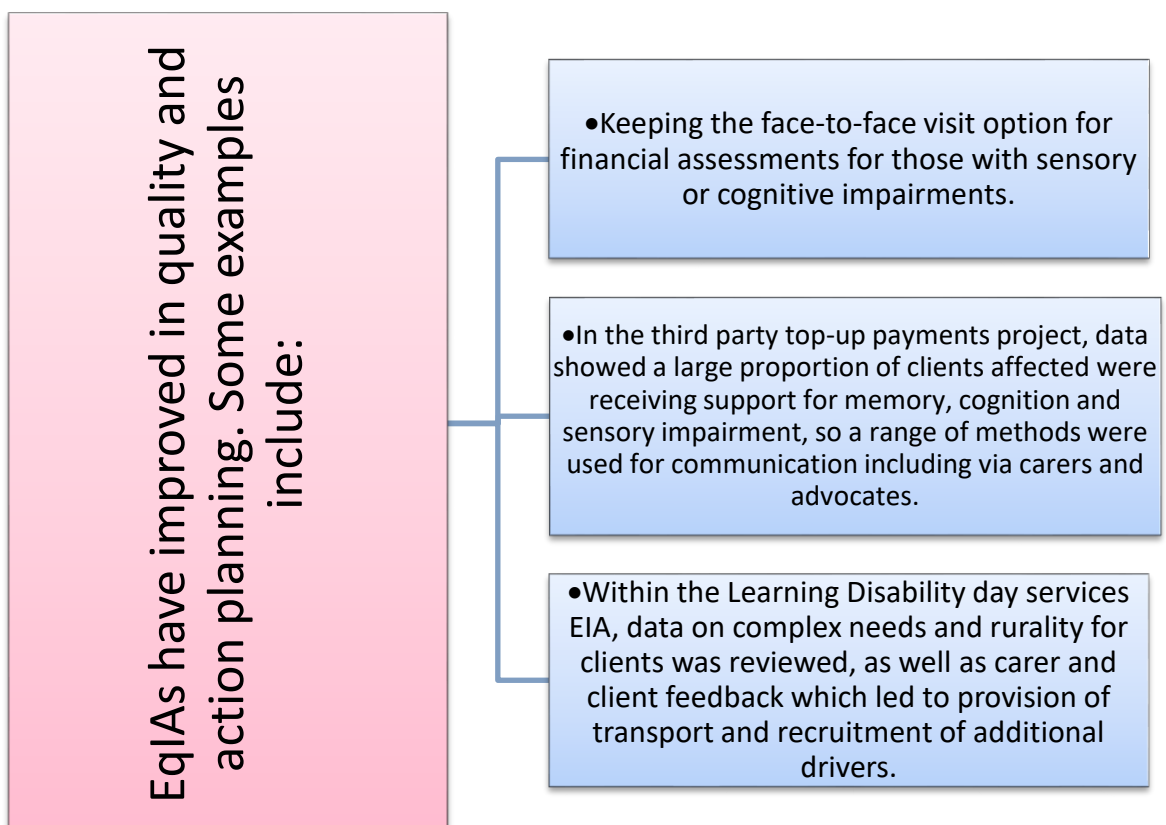 EqIAs have improved in quality and
action planning. Some examples
include:
•Keeping the face-to-face visit option for
financial assessments for those with sensory
or cognitive impairments.
•In the third party top-up payments project, data
showed a large proportion of clients affected were
receiving support for memory, cognition and
sensory impairment, so a range of methods were
used for communication including via carers and
advocates.
•Within the Learning Disability day services
EIA, data on complex needs and rurality for
clients was reviewed, as well as carer and
client feedback which led to provision of
transport and recruitment of additional
drivers.